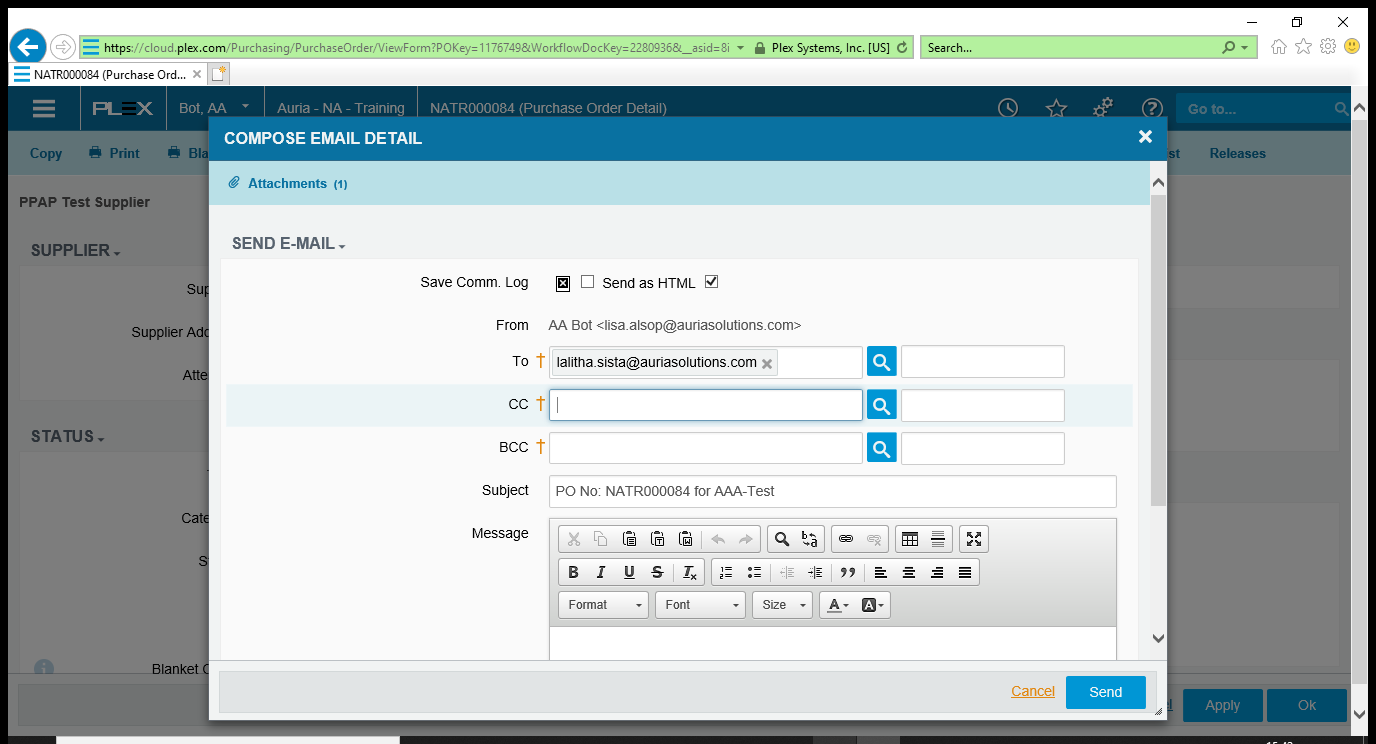 https://cloud.plex.com/Purchasing/PurchaseOrder/ViewForm?POKey=1176749&WorkflowDocKey=2280936&__asid=8i
Plex Systems, Inc. [US]
Search...
NATR000084 (Purchase Ord...
PLEX
Bot, AA
Auria - NA - Training
NATR000084 (Purchase Order Detail)
Go to...
Copy
Print
Bla
st
Releases
COMPOSE EMAIL DETAIL
Attachments (1)
PPAP Test Supplier
SEND E-MAIL
SUPPLIER
Save Comm. Log
Send as HTML
Sup
From AA Bot <lisa.alsop@auriasolutions.com>
Supplier Add
To † lalitha.sista@auriasolutions.com
Atte
CC †
STATUS
BCC †
Subject PO No: NATR000084 for AAA-Test
Cate
Message
S
B I U S Tx
Format Font Size A A
Blanket O
Cancel Send
Apply Ok